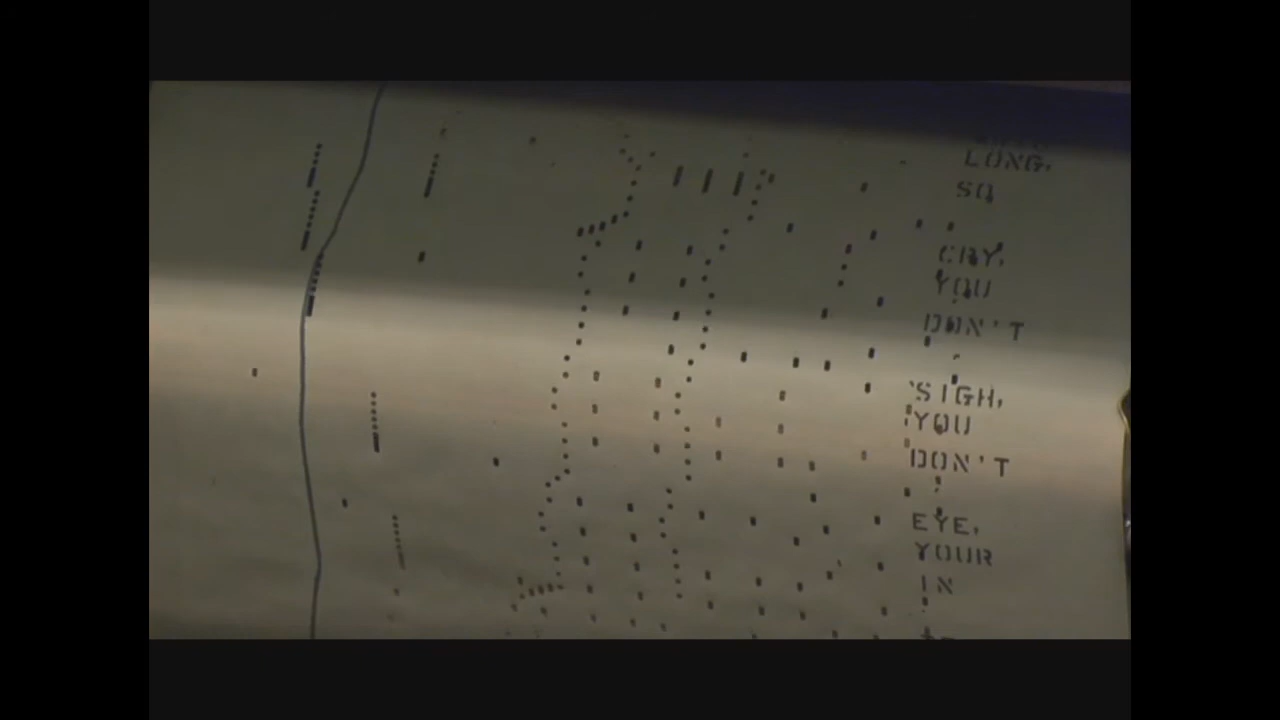 LONG,
SO
CRY,
YOU
DON'T
SIGH,
YOU
DON'T
EYE,
YOUR
IN